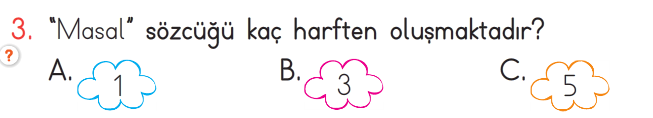 3. "Masal" sözcüğü kaç harften oluşmaktadır?
?
A. 1 B. 3 C. 5